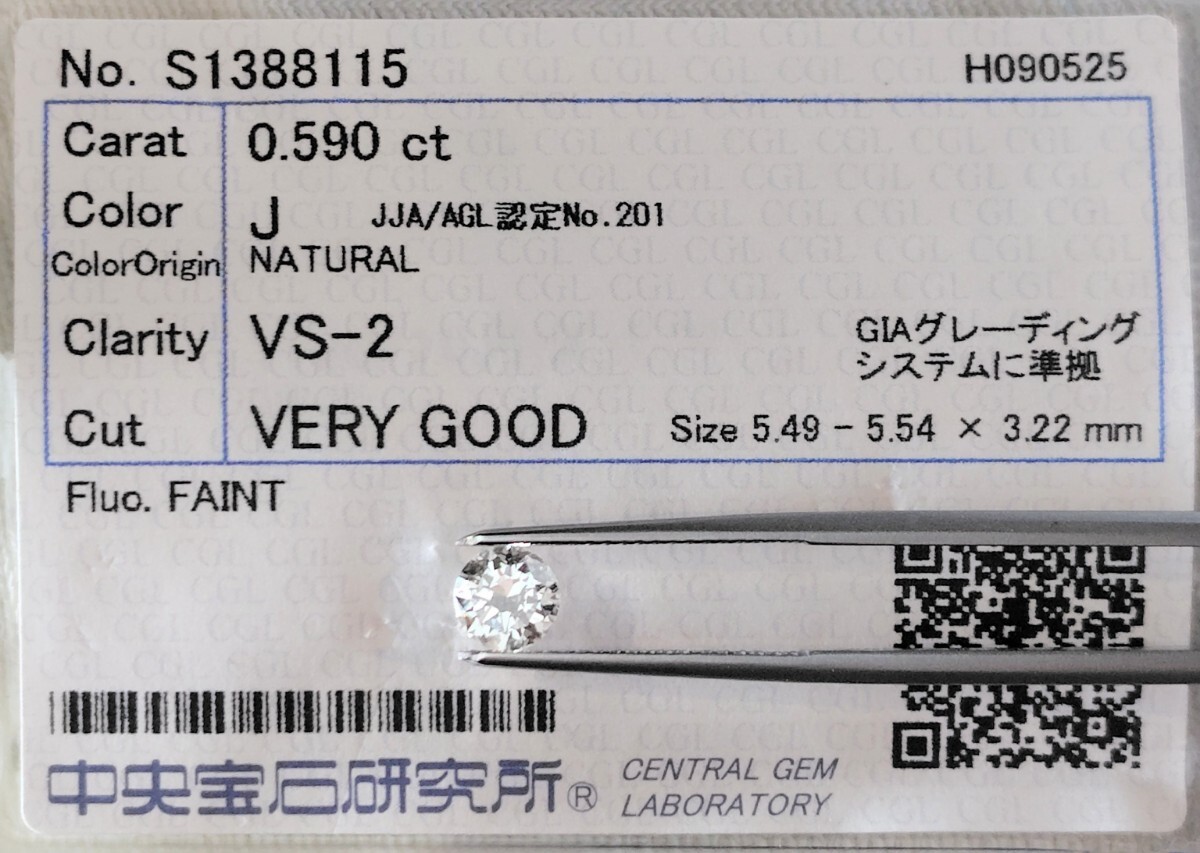 No. S1388115 H090525
Carat 0.590 ct
Color J JJA/AGL認定No.201
ColorOrigin NATURAL
Clarity VS-2 GIAグレーディング
システムに準拠
Cut VERY GOOD Size 5.49 - 5.54 × 3.22 mm
Fluo. FAINT
中央宝石研究所® CENTRAL GEM
LABORATORY